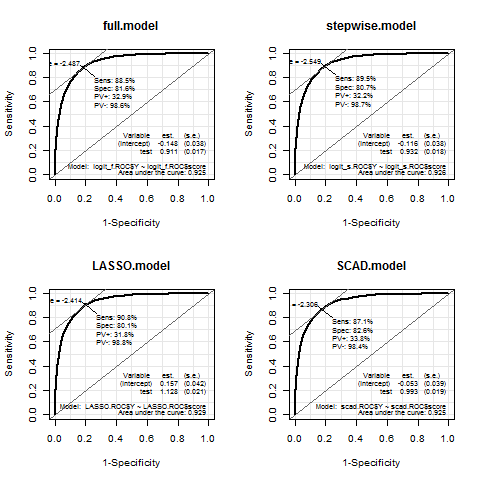 full.model
1.0
0.8
0.6
0.4
0.2
0.0
Sensitivity
e = -2.487
Sens: 88.5%
Spec: 81.6%
PV+: 32.9%
PV-: 98.6%
Variable est. (s.e.)
(Intercept) -0.148 (0.038)
test 0.911 (0.017)
Model: logit_f.ROC$Y ~ logit_f.ROC$score
Area under the curve: 0.925
0.0 0.2 0.4 0.6 0.8 1.0
1-Specificity
stepwise.model
1.0
0.8
0.6
0.4
0.2
0.0
Sensitivity
e = -2.549
Sens: 89.5%
Spec: 80.7%
PV+: 32.2%
PV-: 98.7%
Variable est. (s.e.)
(Intercept) -0.116 (0.038)
test 0.932 (0.018)
Model: logit_s.ROC$Y ~ logit_s.ROC$score
Area under the curve: 0.926
0.0 0.2 0.4 0.6 0.8 1.0
1-Specificity
LASSO.model
1.0
0.8
0.6
0.4
0.2
0.0
Sensitivity
e = -2.414
Sens: 90.8%
Spec: 80.1%
PV+: 31.8%
PV-: 98.8%
Variable est. (s.e.)
(Intercept) 0.157 (0.042)
test 1.128 (0.021)
Model: LASSO.ROC$Y ~ LASSO.ROC$score
Area under the curve: 0.929
0.0 0.2 0.4 0.6 0.8 1.0
1-Specificity
SCAD.model
1.0
0.8
0.6
0.4
0.2
0.0
Sensitivity
e = -2.306
Sens: 87.1%
Spec: 82.6%
PV+: 33.8%
PV-: 98.4%
Variable est. (s.e.)
(Intercept) -0.053 (0.039)
test 0.993 (0.019)
Model: scad.ROC$Y ~ scad.ROC$score
Area under the curve: 0.925
0.0 0.2 0.4 0.6 0.8 1.0
1-Specificity